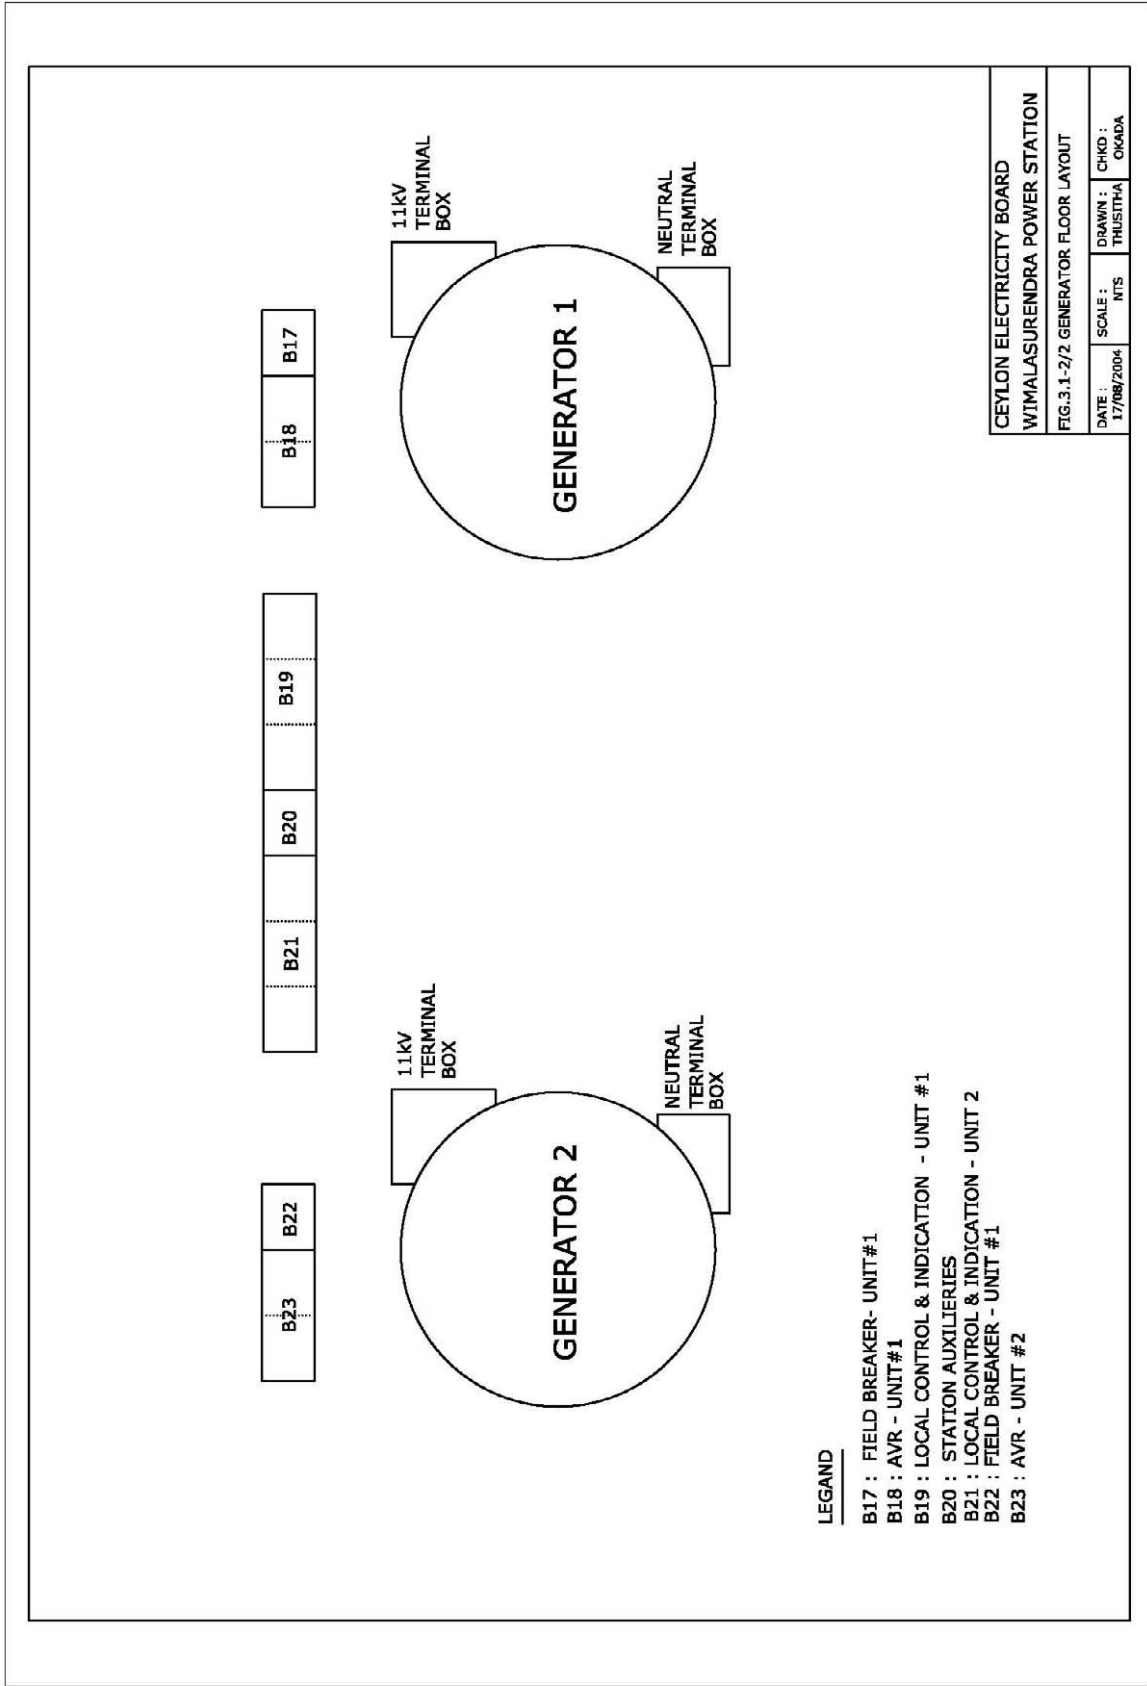 B23
B22
B21
B20
B19
B18
B17
11kV
TERMINAL
BOX
GENERATOR 2
NEUTRAL
TERMINAL
BOX
11kV
TERMINAL
BOX
GENERATOR 1
NEUTRAL
TERMINAL
BOX
LEGAND
B17 : FIELD BREAKER- UNIT#1
B18 : AVR - UNIT#1
B19 : LOCAL CONTROL & INDICATION - UNIT #1
B20 : STATION AUXILIERIES
B21 : LOCAL CONTROL & INDICATION - UNIT 2
B22 : FIELD BREAKER - UNIT #1
B23 : AVR - UNIT #2
CEYLON ELECTRICITY BOARD
WIMALASURENDRA POWER STATION
FIG.3.1-2/2 GENERATOR FLOOR LAYOUT
DATE :
17/08/2004
SCALE :
NTS
DRAWN :
THUSITHA
CHKD :
OKADA